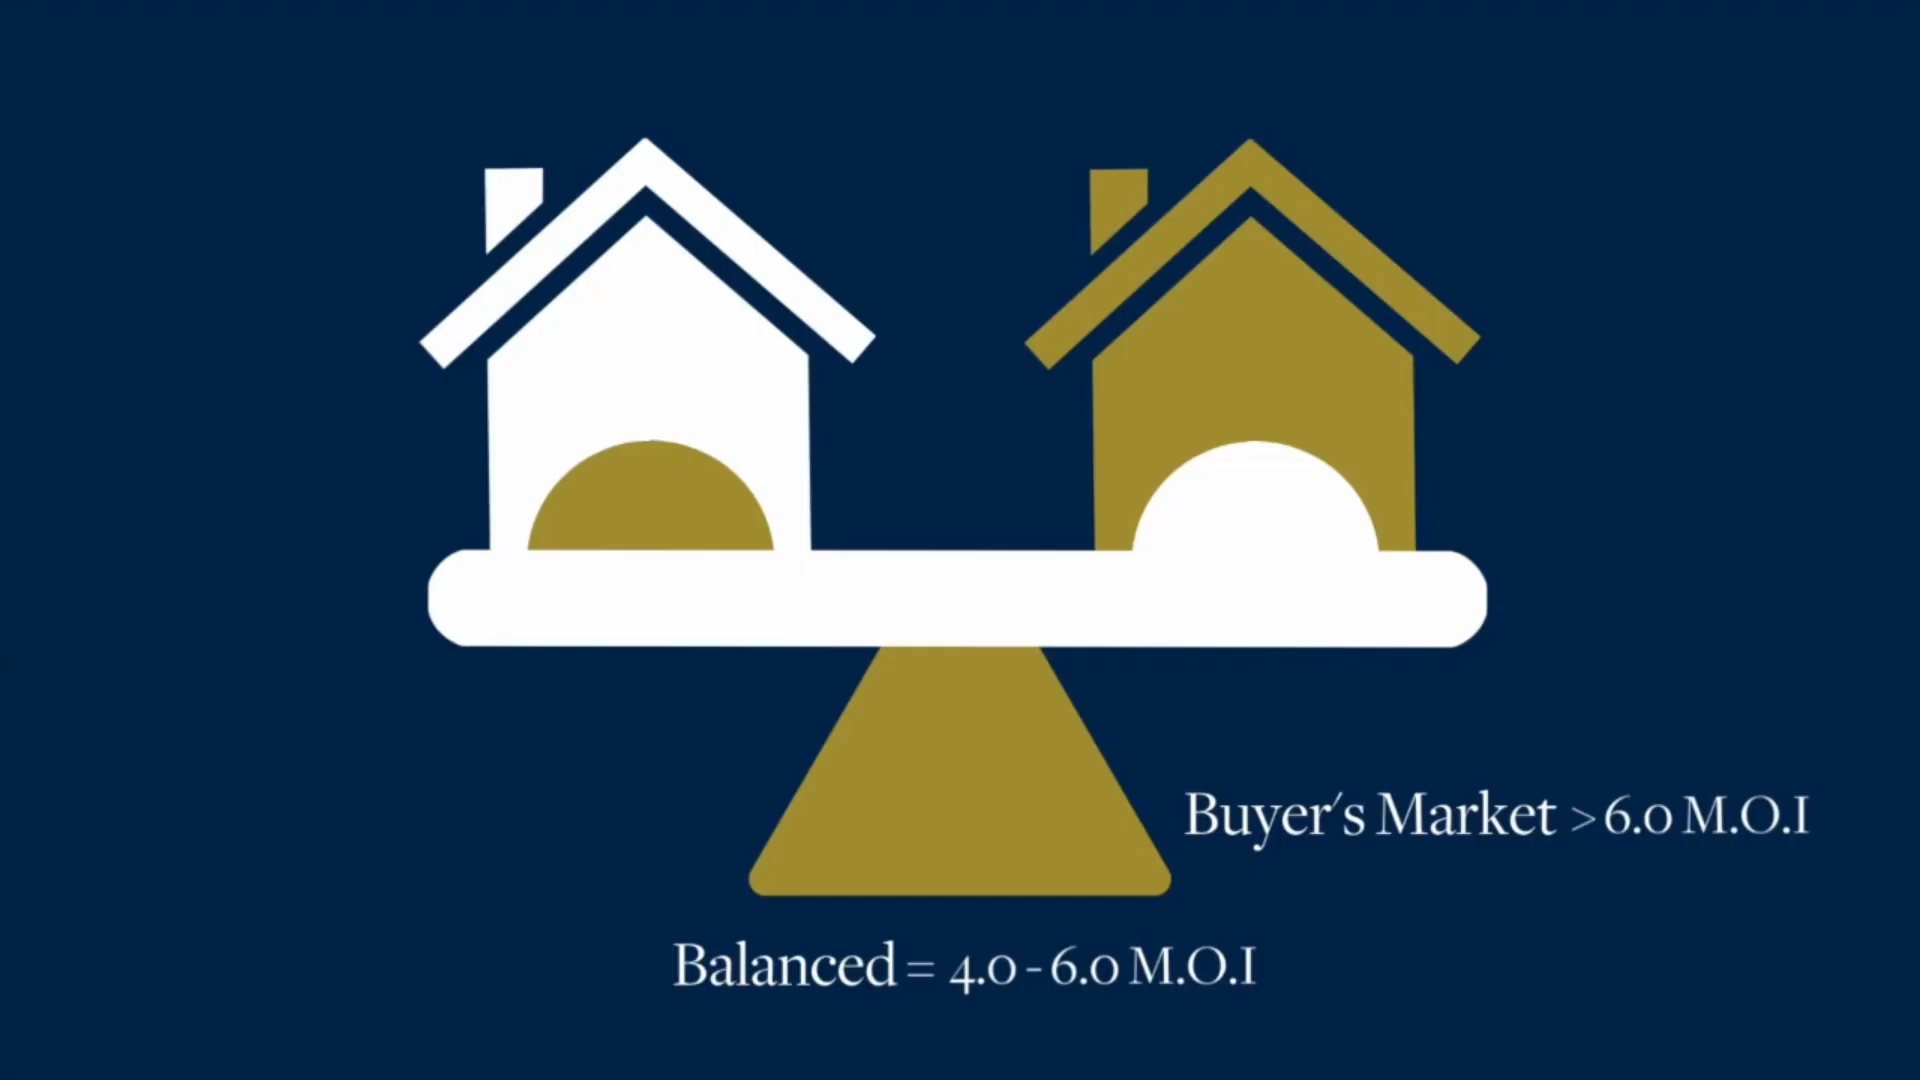 Buyer's Market > 6.0 M.O.I
Balanced = 4.0 - 6.0 M.O.I